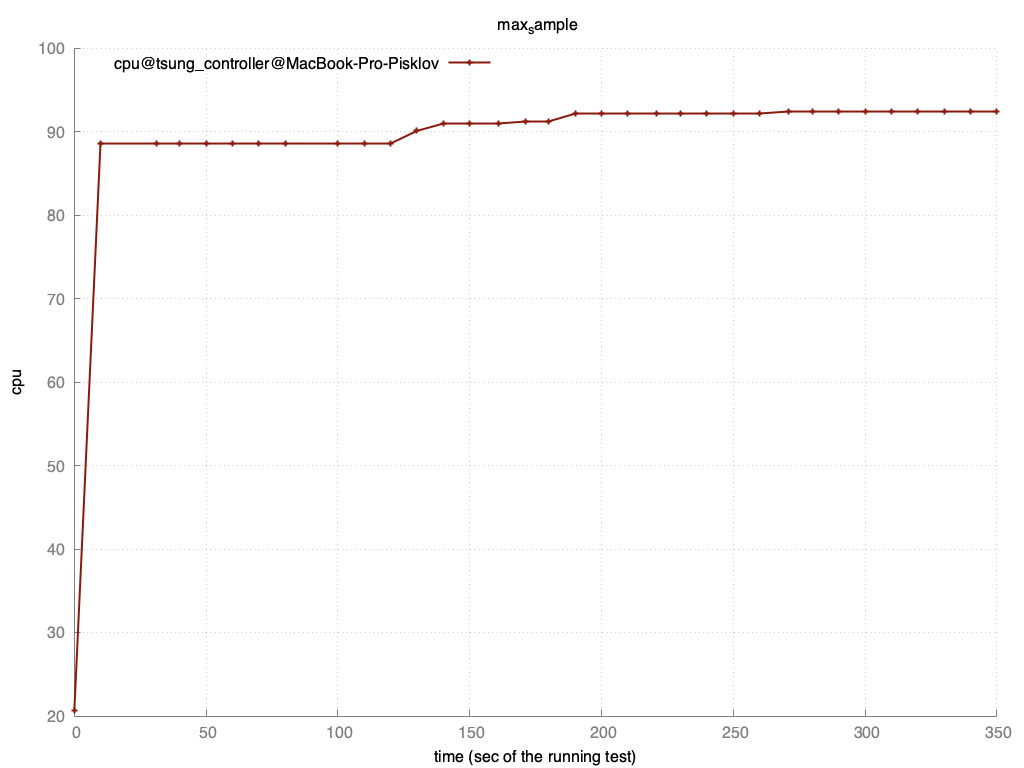 max_sample
100
cpu@tsung_controller@MacBook-Pro-Pisklov
90
80
70
60
cpu
50
40
30
20
0 50 100 150 200 250 300 350
time (sec of the running test)